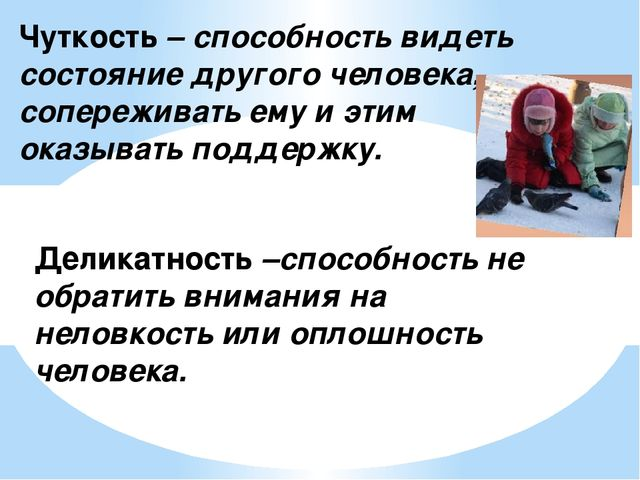 Чуткость – способность видеть
состояние другого человека,
сопереживать ему и этим
оказывать поддержку.
Деликатность –способность не
обратить внимания на
неловкость или оплошность
человека.